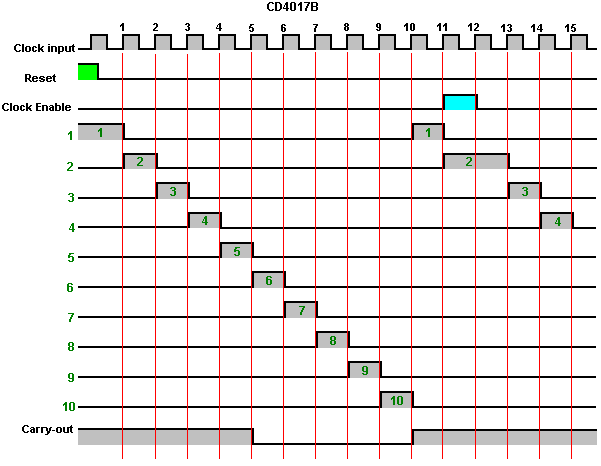 CD4017B
1 2 3 4 5 6 7 8 9 10 11 12 13 14 15
Clock input
Reset
Clock Enable
1 1 1
2 2 2
3 3 3
4 4 4
5 5
6 6
7 7
8 8
9 9
10 10
Carry-out